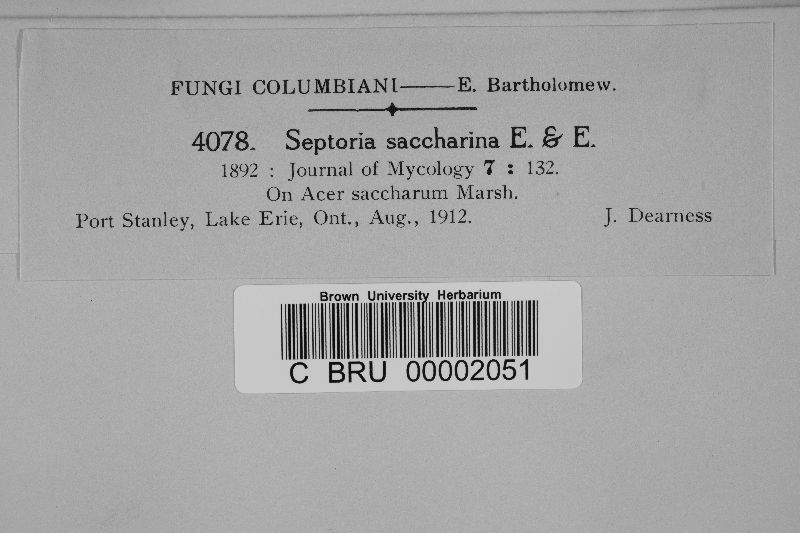 FUNGI COLUMBIANI——E. Bartholomew.
4078. Septoria saccharina E. & E.
1892 : Journal of Mycology 7 : 132.
On Acer saccharum Marsh.
Port Stanley, Lake Erie, Ont., Aug., 1912. J. Dearness
Brown University Herbarium
C BRU 00002051